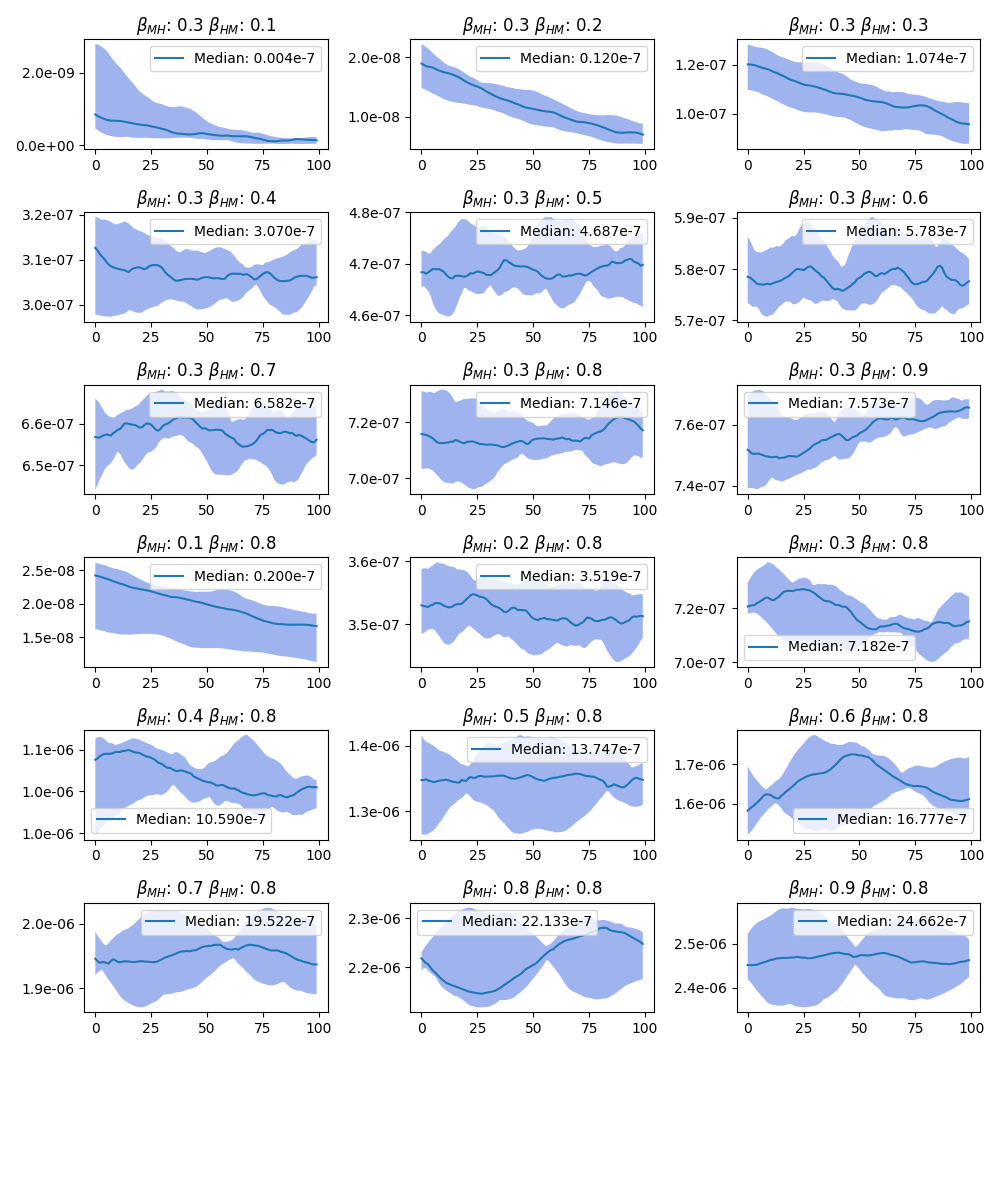 β_MH: 0.3 β_HM: 0.1
Median: 0.004e-7
2.0e-09
0.0e+00
0 25 50 75 100
β_MH: 0.3 β_HM: 0.2
Median: 0.120e-7
2.0e-08
1.0e-08
0 25 50 75 100
β_MH: 0.3 β_HM: 0.3
Median: 1.074e-7
1.2e-07
1.0e-07
0 25 50 75 100
β_MH: 0.3 β_HM: 0.4
3.2e-07
Median: 3.070e-7
3.1e-07
3.0e-07
0 25 50 75 100
β_MH: 0.3 β_HM: 0.5
4.8e-07
Median: 4.687e-7
4.7e-07
4.6e-07
0 25 50 75 100
β_MH: 0.3 β_HM: 0.6
5.9e-07
Median: 5.783e-7
5.8e-07
5.7e-07
0 25 50 75 100
β_MH: 0.3 β_HM: 0.7
Median: 6.582e-7
6.6e-07
6.5e-07
0 25 50 75 100
β_MH: 0.3 β_HM: 0.8
Median: 7.146e-7
7.2e-07
7.0e-07
0 25 50 75 100
β_MH: 0.3 β_HM: 0.9
Median: 7.573e-7
7.6e-07
7.4e-07
0 25 50 75 100
β_MH: 0.1 β_HM: 0.8
2.5e-08
Median: 0.200e-7
2.0e-08
1.5e-08
0 25 50 75 100
β_MH: 0.2 β_HM: 0.8
3.6e-07
Median: 3.519e-7
3.5e-07
0 25 50 75 100
β_MH: 0.3 β_HM: 0.8
7.2e-07
Median: 7.182e-7
7.0e-07
0 25 50 75 100
β_MH: 0.4 β_HM: 0.8
1.1e-06
1.0e-06
Median: 10.590e-7
1.0e-06
0 25 50 75 100
β_MH: 0.5 β_HM: 0.8
1.4e-06
Median: 13.747e-7
1.3e-06
0 25 50 75 100
β_MH: 0.6 β_HM: 0.8
1.7e-06
1.6e-06
Median: 16.777e-7
0 25 50 75 100
β_MH: 0.7 β_HM: 0.8
2.0e-06
Median: 19.522e-7
1.9e-06
0 25 50 75 100
β_MH: 0.8 β_HM: 0.8
2.3e-06
Median: 22.133e-7
2.2e-06
0 25 50 75 100
β_MH: 0.9 β_HM: 0.8
Median: 24.662e-7
2.5e-06
2.4e-06
0 25 50 75 100